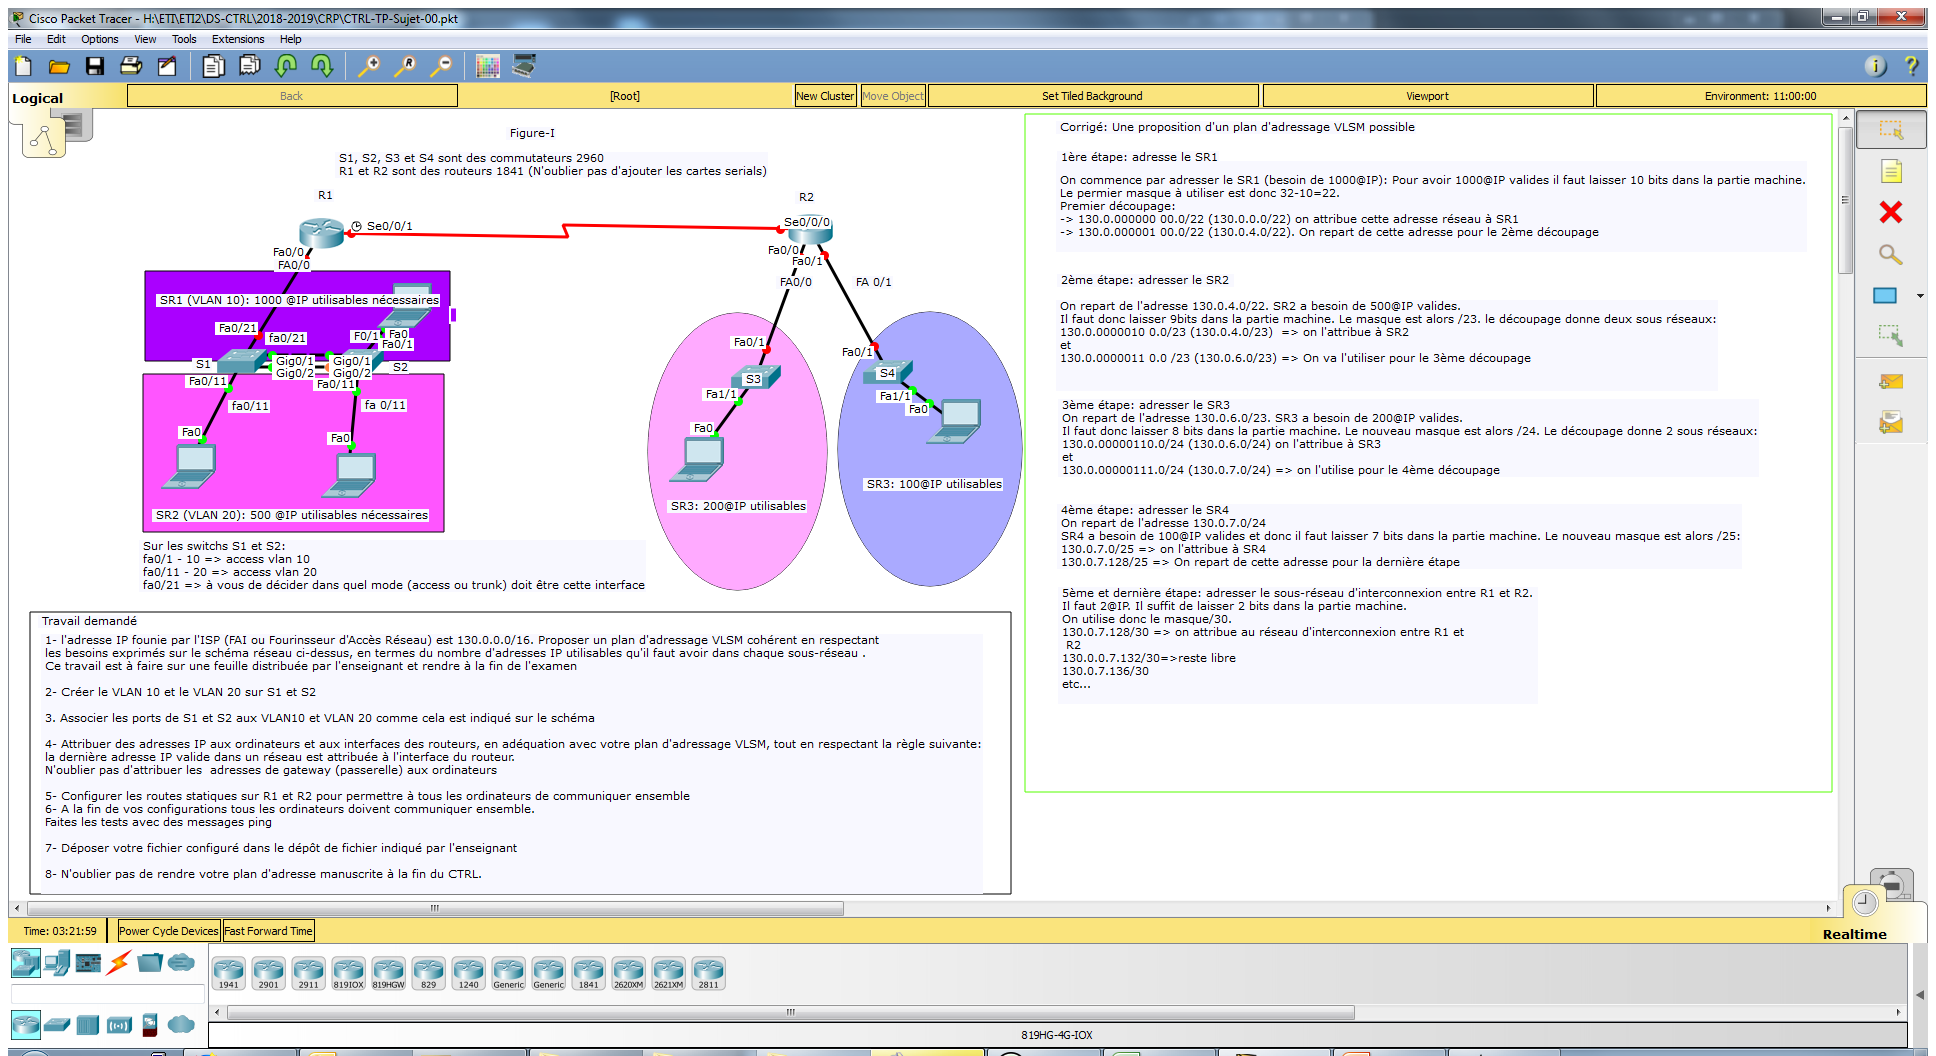 Cisco Packet Tracer - H:\ETI\ETI2\DS-CTRL\2018-2019\CRP\CTRL-TP-Sujet-00.pkt
File Edit Options View Tools Extensions Help
Logical
Back
[Root]
New Cluster
Move Object
Set Tiled Background
Viewport
Environment: 11:00:00
Figure-I
S1, S2, S3 et S4 sont des commutateurs 2960
R1 et R2 sont des routeurs 1841 (N'oublier pas d'ajouter les cartes serials)
R1
R2
Se0/0/1
Se0/0/0
Fa0/0
FA0/0
Fa0/0
Fa0/1
FA0/0
FA 0/1
SR1 (VLAN 10): 1000 @IP utilisables nécessaires
Fa0/21
fa0/21
F0/1
Fa0
Fa0/1
S1
Gig0/1
Gig0/1
Gig0/2
Gig0/2
S2
Fa0/11
Fa0/11
fa0/11
fa 0/11
Fa0
Fa0
SR2 (VLAN 20): 500 @IP utilisables nécessaires
Fa0/1
S3
Fa1/1
Fa0
SR3: 200@IP utilisables
Fa0/1
S4
Fa1/1
Fa0
SR3: 100@IP utilisables
Sur les switchs S1 et S2:
fa0/1 - 10 => access vlan 10
fa0/11 - 20 => access vlan 20
fa0/21 => à vous de décider dans quel mode (access ou trunk) doit être cette interface
Travail demandé
1- l'adresse IP founie par l'ISP (FAI ou Fourinsseur d'Accès Réseau) est 130.0.0.0/16. Proposer un plan d'adressage VLSM cohérent en respectant
les besoins exprimés sur le schéma réseau ci-dessus, en termes du nombre d'adresses IP utilisables qu'il faut avoir dans chaque sous-réseau .
Ce travail est à faire sur une feuille distribuée par l'enseignant et rendre à la fin de l'examen
2- Créer le VLAN 10 et le VLAN 20 sur S1 et S2
3. Associer les ports de S1 et S2 aux VLAN10 et VLAN 20 comme cela est indiqué sur le schéma
4- Attribuer des adresses IP aux ordinateurs et aux interfaces des routeurs, en adéquation avec votre plan d'adressage VLSM, tout en respectant la règle suivante:
la dernière adresse IP valide dans un réseau est attribuée à l'interface du routeur.
N'oublier pas d'attribuer les adresses de gateway (passerelle) aux ordinateurs
5- Configurer les routes statiques sur R1 et R2 pour permettre à tous les ordinateurs de communiquer ensemble
6- A la fin de vos configurations tous les ordinateurs doivent communiquer ensemble.
Faites les tests avec des messages ping
7- Déposer votre fichier configuré dans le dépôt de fichier indiqué par l'enseignant
8- N'oublier pas de rendre votre plan d'adresse manuscrite à la fin du CTRL.
Corrigé: Une proposition d'un plan d'adressage VLSM possible
1ère étape: adresse le SR1
On commence par adresser le SR1 (besoin de 1000@IP): Pour avoir 1000@IP valides il faut laisser 10 bits dans la partie machine.
Le permier masque à utiliser est donc 32-10=22.
Premier découpage:
-> 130.0.000000 00.0/22 (130.0.0.0/22) on attribue cette adresse réseau à SR1
-> 130.0.000001 00.0/22 (130.0.4.0/22). On repart de cette adresse pour le 2ème découpage
2ème étape: adresser le SR2
On repart de l'adresse 130.0.4.0/22. SR2 a besoin de 500@IP valides.
Il faut donc laisser 9bits dans la partie machine. Le masque est alors /23. le découpage donne deux sous réseaux:
130.0.0000010 0.0/23 (130.0.4.0/23) => on l'attribue à SR2
et
130.0.0000011 0.0 /23 (130.0.6.0/23) => On va l'utiliser pour le 3ème découpage
3ème étape: adresser le SR3
On repart de l'adresse 130.0.6.0/23. SR3 a besoin de 200@IP valides.
Il faut donc laisser 8 bits dans la partie machine. Le nouveau masque est alors /24. Le découpage donne 2 sous réseaux:
130.0.00000110.0/24 (130.0.6.0/24) on l'attribue à SR3
et
130.0.00000111.0/24 (130.0.7.0/24) => on l'utilise pour le 4ème découpage
4ème étape: adresser le SR4
On repart de l'adresse 130.0.7.0/24
SR4 a besoin de 100@IP valides et donc il faut laisser 7 bits dans la partie machine. Le nouveau masque est alors /25:
130.0.7.0/25 => on l'attribue à SR4
130.0.7.128/25 => On repart de cette adresse pour la dernière étape
5ème et dernière étape: adresser le sous-réseau d'interconnexion entre R1 et R2.
Il faut 2@IP. Il suffit de laisser 2 bits dans la partie machine.
On utilise donc le masque/30.
130.0.7.128/30 => on attribue au réseau d'interconnexion entre R1 et
R2
130.0.0.7.132/30=>reste libre
130.0.7.136/30
etc...
Time: 03:21:59
Power Cycle Devices
Fast Forward Time
Realtime
1941 2901 2911 819IOX 819HGW 829 1240 Generic Generic 1841 2620XM 2621XM 2811
819HG-4G-IOX